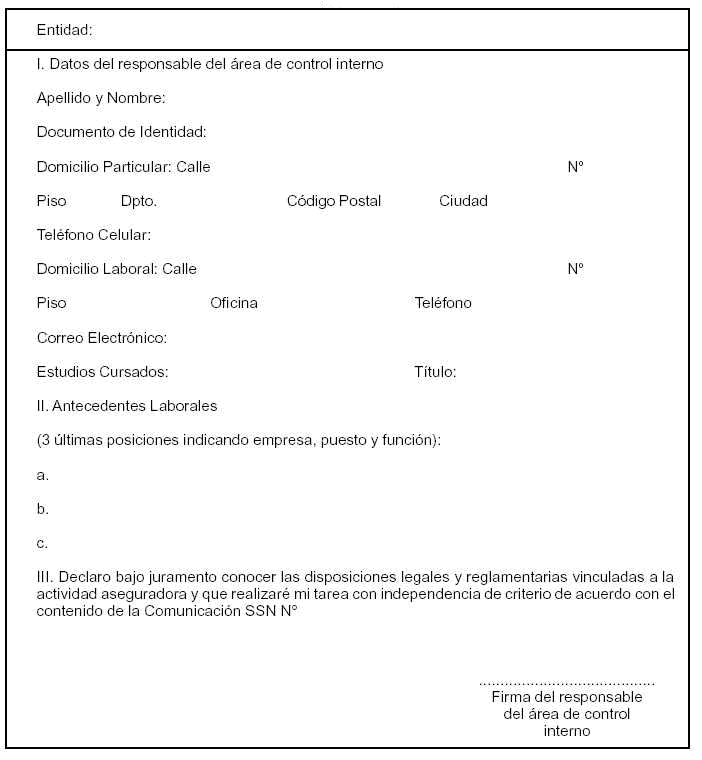 Entidad:
I. Datos del responsable del área de control interno
Apellido y Nombre:
Documento de Identidad:
Domicilio Particular: Calle Nº
Piso Dpto. Código Postal Ciudad
Teléfono Celular:
Domicilio Laboral: Calle Nº
Piso Oficina Teléfono
Correo Electrónico:
Estudios Cursados: Título:
II. Antecedentes Laborales
(3 últimas posiciones indicando empresa, puesto y función):
a.
b.
c.
III. Declaro bajo juramento conocer las disposiciones legales y reglamentarias vinculadas a la
actividad aseguradora y que realizaré mi tarea con independencia de criterio de acuerdo con el
contenido de la Comunicación SSN Nº
.........................................
Firma del responsable
del área de control
interno